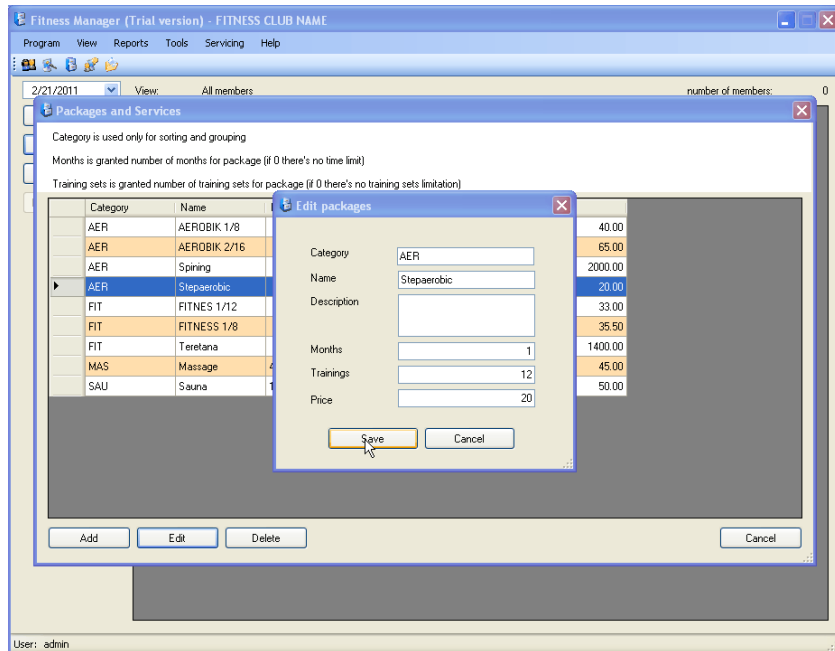 Fitness Manager (Trial version) - FITNESS CLUB NAME
Program View Reports Tools Servicing Help
2/21/2011 View: All members number of members: 0
Packages and Services
Category is used only for sorting and grouping
Months is granted number of months for package (if 0 there's no time limit)
Training sets is granted number of training sets for package (if 0 there's no training sets limitation)
Category Name
AER AEROBIK 1/8 40.00
AER AEROBIK 2/16 65.00
AER Spining 2000.00
AER Stepaerobic 20.00
FIT FITNES 1/12 33.00
FIT FITNESS 1/8 35.50
FIT Teretana 1400.00
MAS Massage 4 45.00
SAU Sauna 1 50.00
Edit packages
Category AER
Name Stepaerobic
Description
Months 1
Trainings 12
Price 20
Save Cancel
Add Edit Delete Cancel
User: admin